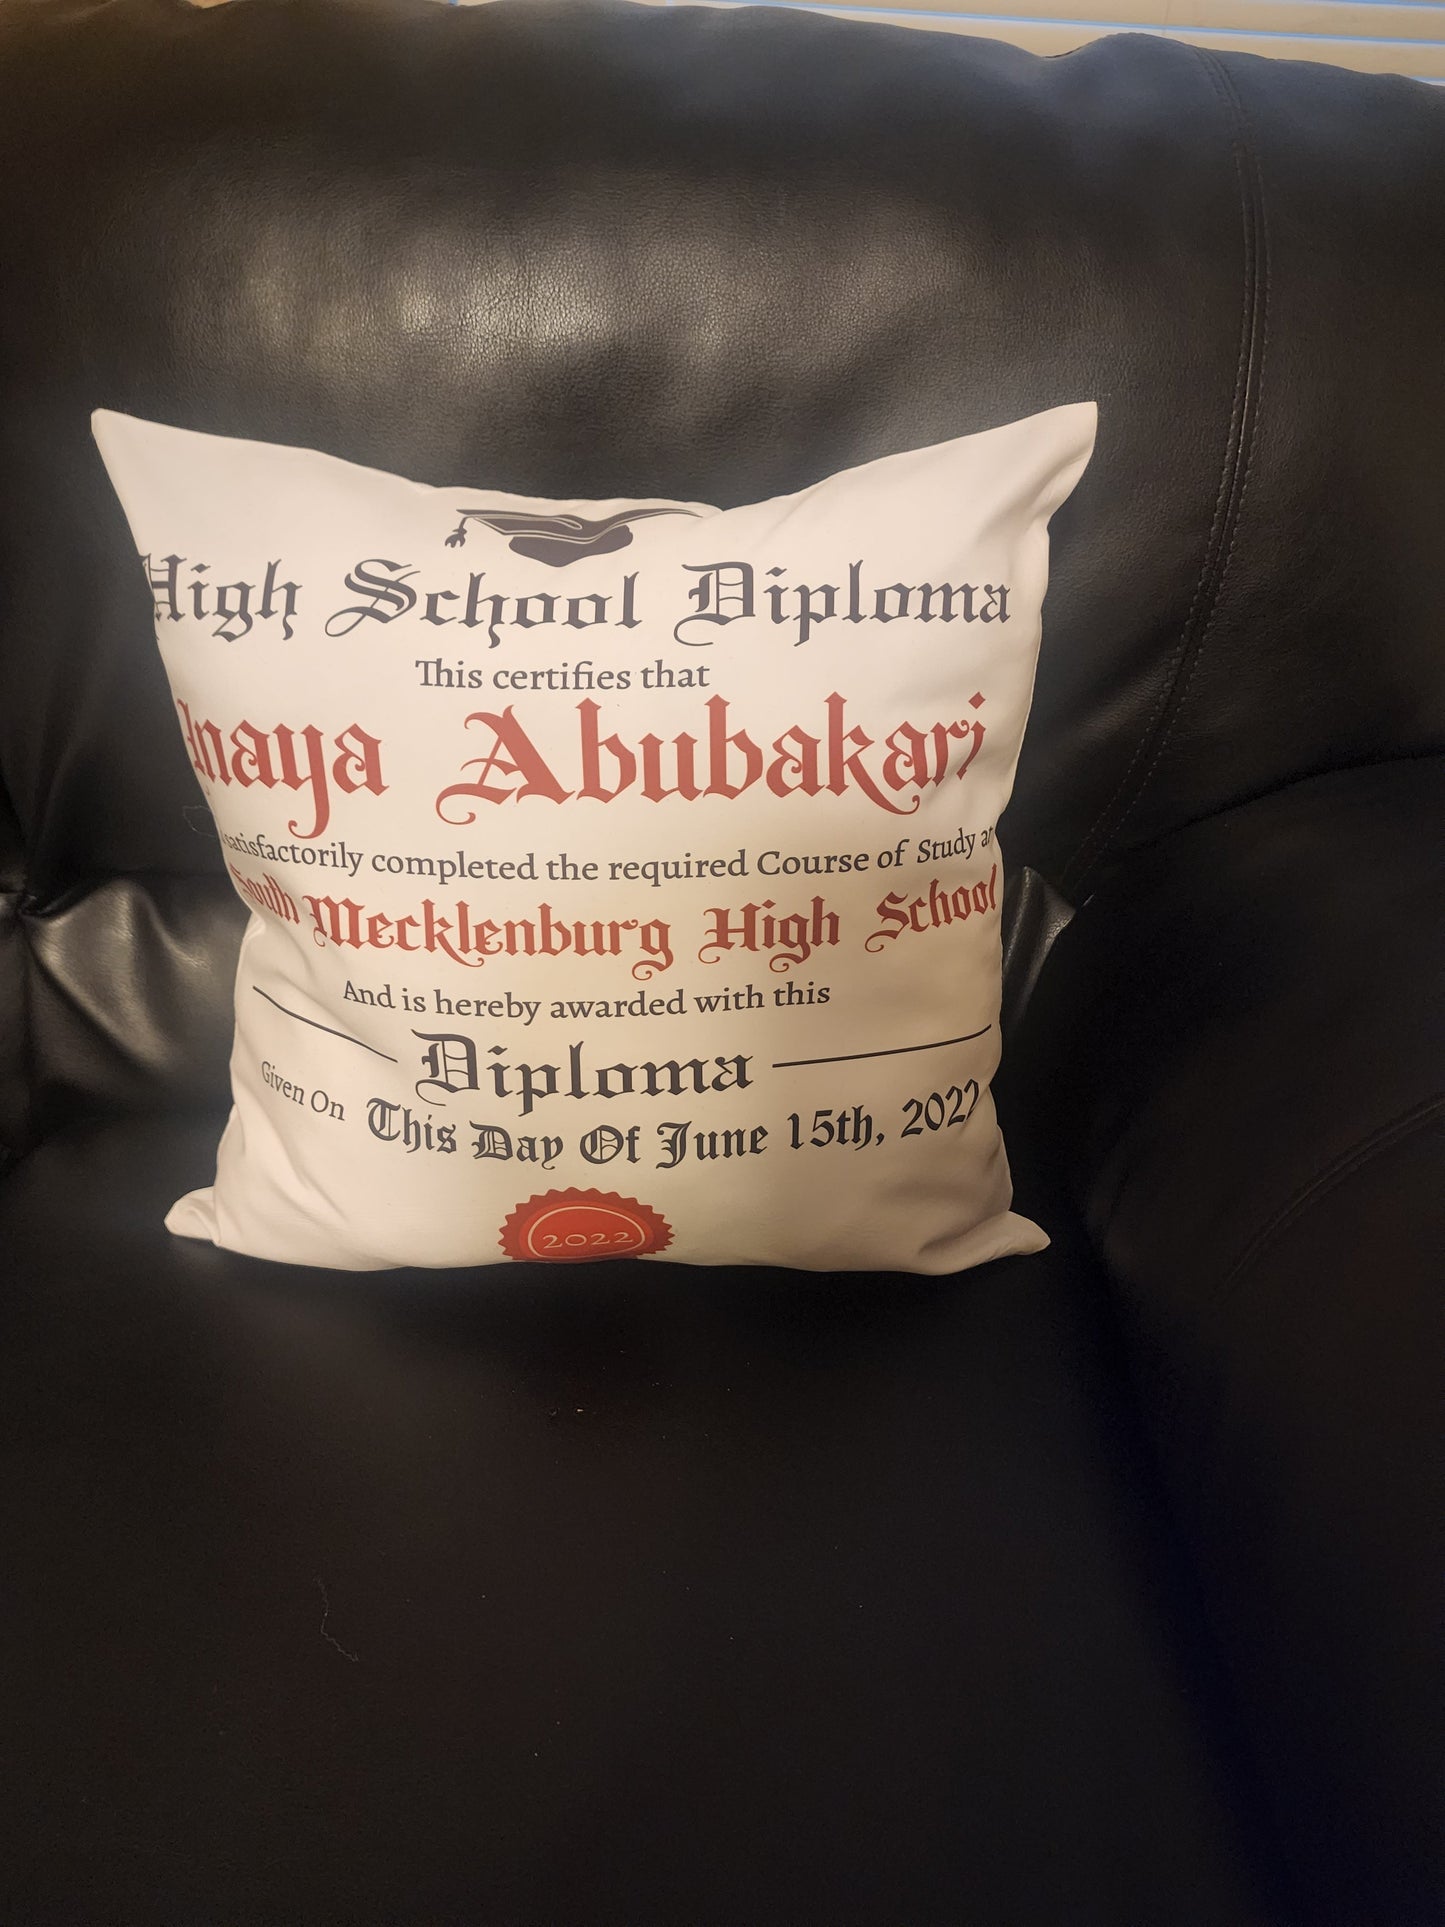 High School Diploma
This certifies that
Abubakari
satisfactorily completed the required Course of Study at
South Mecklenburg High School
And is hereby awarded with this
Diploma
Given On This Day Of June 15th, 2022
2022